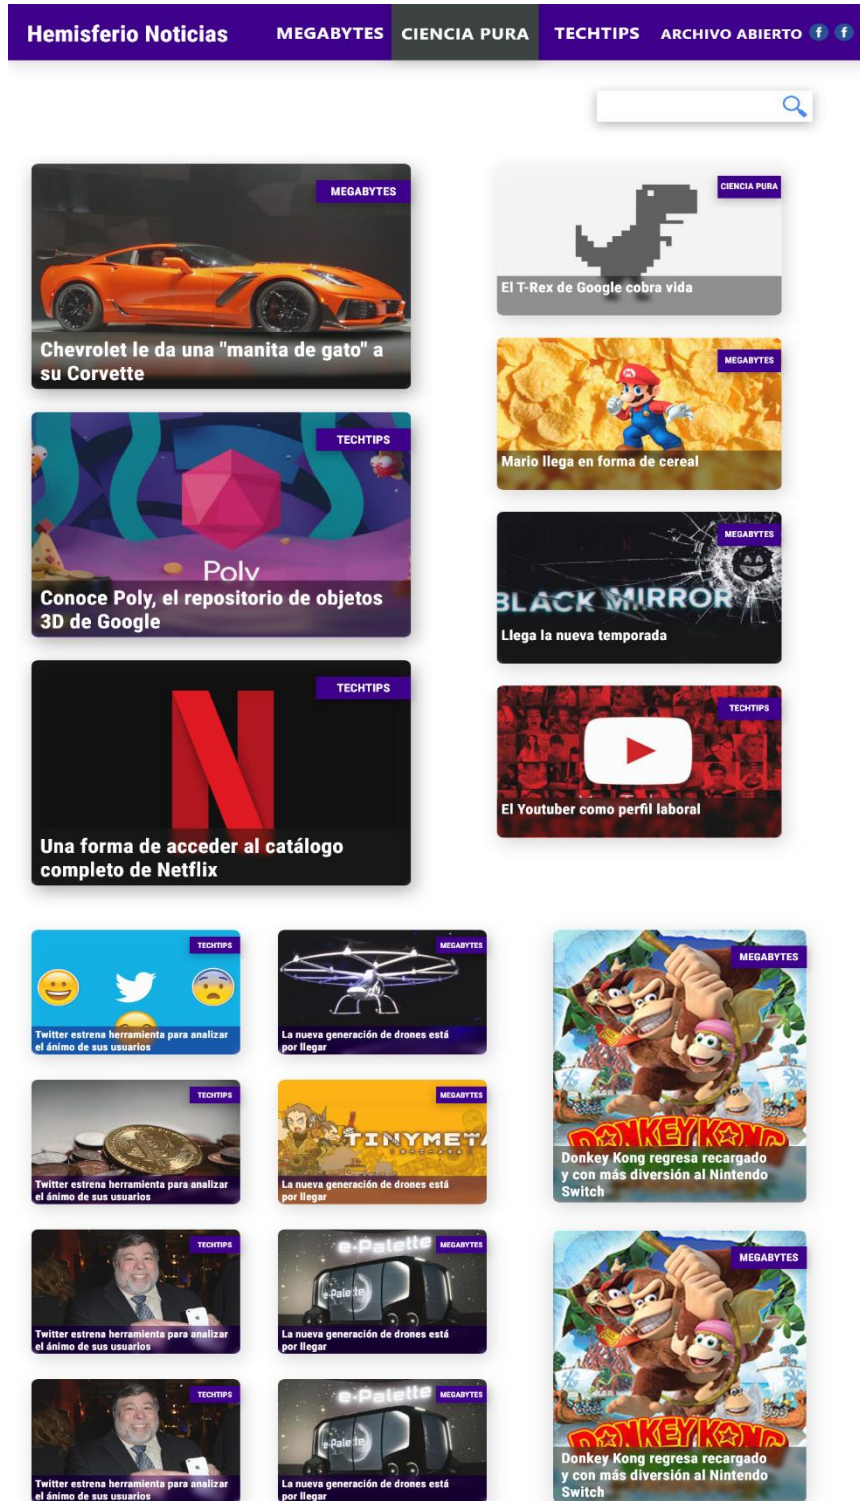 Hemisferio Noticias
MEGABYTES
CIENCIA PURA
TECHTIPS
ARCHIVO ABIERTO
MEGABYTES
Chevrolet le da una "manita de gato" a
su Corvette
TECHTIPS
Poly
Conoce Poly, el repositorio de objetos
3D de Google
TECHTIPS
Una forma de acceder al catálogo
completo de Netflix
CIENCIA PURA
El T-Rex de Google cobra vida
MEGABYTES
Mario llega en forma de cereal
MEGABYTES
BLACK MIRROR
Llega la nueva temporada
TECHTIPS
El Youtuber como perfil laboral
TECHTIPS
Twitter estrena herramienta para analizar
el ánimo de sus usuarios
MEGABYTES
La nueva generación de drones está
por llegar
TECHTIPS
Twitter estrena herramienta para analizar
el ánimo de sus usuarios
MEGABYTES
TINYMETA
La nueva generación de drones está
por llegar
TECHTIPS
Twitter estrena herramienta para analizar
el ánimo de sus usuarios
MEGABYTES
e-Palette
e-Palette
La nueva generación de drones está
por llegar
TECHTIPS
Twitter estrena herramienta para analizar
el ánimo de sus usuarios
MEGABYTES
e-Palette
e-Palette
La nueva generación de drones está
por llegar
MEGABYTES
DONKEY KONG
Donkey Kong regresa recargado
y con más diversión al Nintendo
Switch
MEGABYTES
DONKEY KONG
Donkey Kong regresa recargado
y con más diversión al Nintendo
Switch